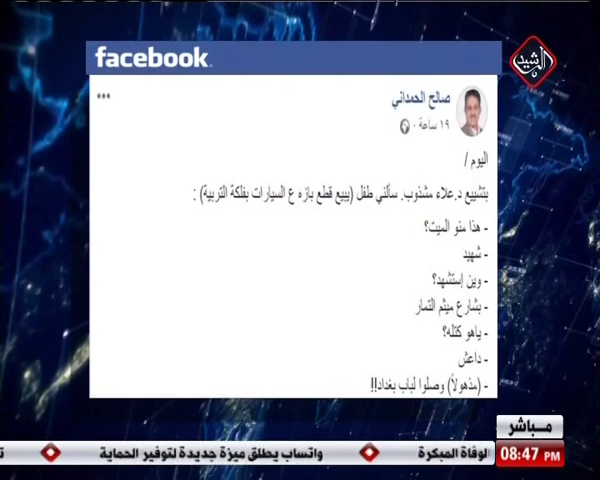 facebook
الرشيد
صالح الحمداني
١٩ ساعة ·
اليوم /
بتشييع د.علاء مشذوب. سألني طفل (يبيع قطع بازه ع السيارات بفلكة التربية) :
- هذا منو الميت؟
- شهيد
- وين إستشهد؟
- بشارع ميثم التمار
- ياهو كتله؟
- داعش
- (مذهولاً) وصلوا لباب بغداد!!
مباشر
08:47 PM
الوفاة المبكرة
واتساب يطلق ميزة جديدة لتوفير الحماية